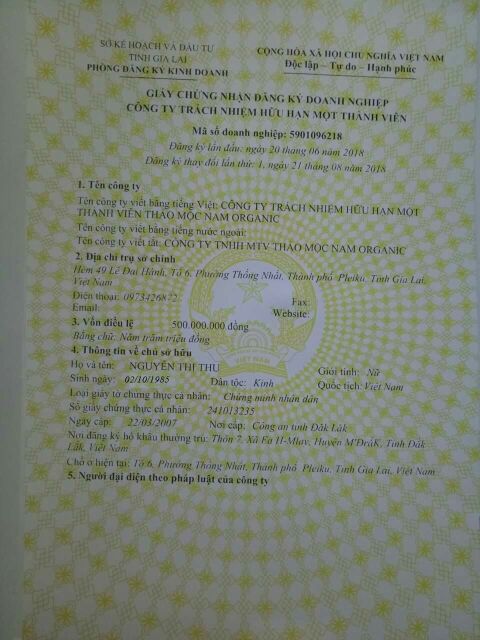 SỞ KẾ HOẠCH VÀ ĐẦU TƯ
TỈNH GIA LAI
PHÒNG ĐĂNG KÝ KINH DOANH
CỘNG HÒA XÃ HỘI CHỦ NGHĨA VIỆT NAM
Độc lập – Tự do – Hạnh phúc
GIẤY CHỨNG NHẬN ĐĂNG KÝ DOANH NGHIỆP
CÔNG TY TRÁCH NHIỆM HỮU HẠN MỘT THÀNH VIÊN
Mã số doanh nghiệp: 5901096218
Đăng ký lần đầu: ngày 20 tháng 06 năm 2018
Đăng ký thay đổi lần thứ: 1, ngày 21 tháng 08 năm 2018
1. Tên công ty
Tên công ty viết bằng tiếng Việt: CÔNG TY TRÁCH NHIỆM HỮU HẠN MỘT
THÀNH VIÊN THẢO MỘC NAM ORGANIC
Tên công ty viết bằng tiếng nước ngoài:
Tên công ty viết tắt: CÔNG TY TNHH MTV THẢO MỘC NAM ORGANIC
2. Địa chỉ trụ sở chính
Hẻm 49 Lê Đại Hành, Tổ 6, Phường Thống Nhất, Thành phố Pleiku, Tỉnh Gia Lai,
Việt Nam
Điện thoại: 0973426872
Fax:
Email:
Website:
3. Vốn điều lệ 500.000.000 đồng
Bằng chữ: Năm trăm triệu đồng
VIỆT NAM
4. Thông tin về chủ sở hữu
Họ và tên: NGUYỄN THỊ THU Giới tính: Nữ
Sinh ngày: 02/10/1985 Dân tộc: Kinh Quốc tịch: Việt Nam
Loại giấy tờ chứng thực cá nhân: Chứng minh nhân dân
Số giấy chứng thực cá nhân: 241013235
Ngày cấp: 22/03/2007 Nơi cấp: Công an tỉnh Đắk Lắk
Nơi đăng ký hộ khẩu thường trú: Thôn 7, Xã Ea H-Mlay, Huyện M'Đrắk, Tỉnh Đắk
Lắk, Việt Nam
Chỗ ở hiện tại: Tổ 6, Phường Thống Nhất, Thành phố Pleiku, Tỉnh Gia Lai, Việt Nam
5. Người đại diện theo pháp luật của công ty